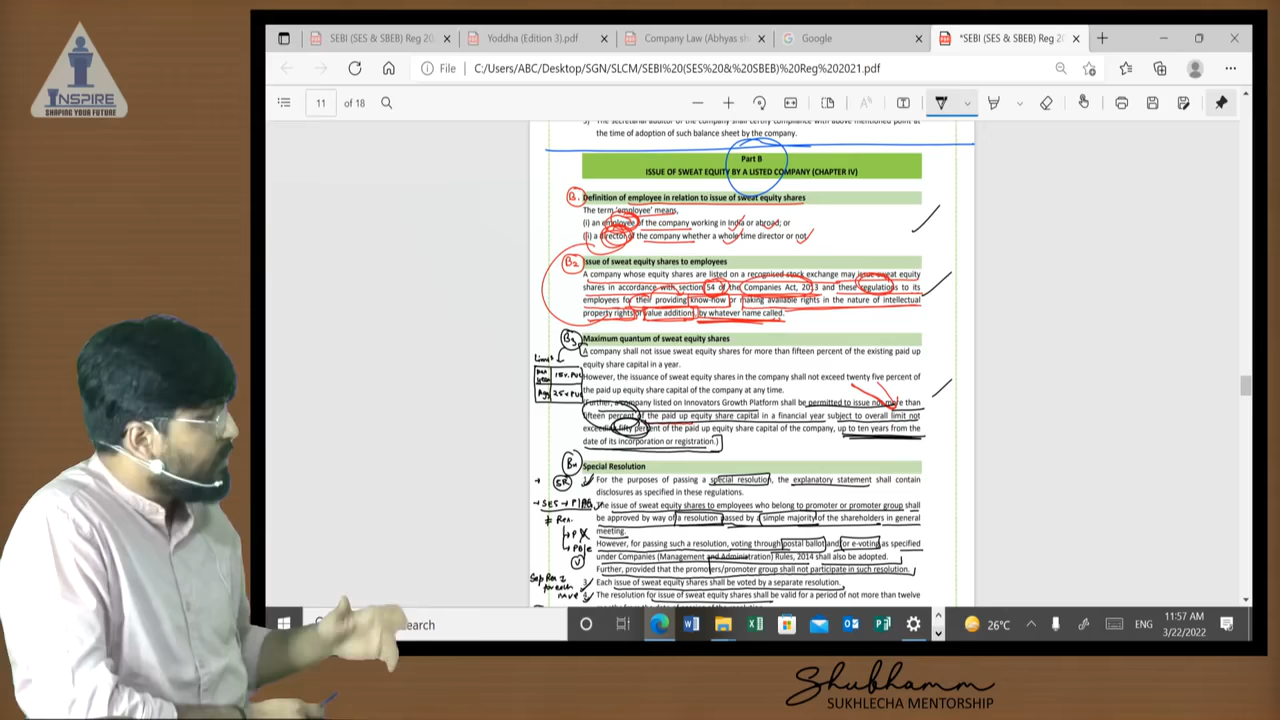 INSPIRE
SHAPING YOUR FUTURE
SEBI (SES & SBEB) Reg 20
Yoddha (Edition 3).pdf
Company Law (Abhyas sh
Google
*SEBI (SES & SBEB) Reg 20
File
C:/Users/ABC/Desktop/SGN/SLCM/SEBI%20(SES%20&%20SBEB)%20Reg%202021.pdf
11 of 18
the time of adoption of such balance sheet by the company.
Part B
ISSUE OF SWEAT EQUITY BY A LISTED COMPANY (CHAPTER IV)
B. Definition of employee in relation to issue of sweat equity shares
The term 'employee' means,
(i) an employee of the company working in India or abroad; or
(ii) a director of the company whether a whole time director or not
B2 Issue of sweat equity shares to employees
A company whose equity shares are listed on a recognised stock exchange may issue sweat equity
shares in accordance with section 54 of the Companies Act, 2013 and these regulations to its
employees for their providing know-how or making available rights in the nature of intellectual
property rights or value additions, by whatever name called.
B3 Maximum quantum of sweat equity shares
A company shall not issue sweat equity shares for more than fifteen percent of the existing paid up
equity share capital in a year.
However, the issuance of sweat equity shares in the company shall not exceed twenty five percent of
the paid up equity share capital of the company at any time.
Further, a company listed on Innovators Growth Platform shall be permitted to issue not more than
fifteen percent of the paid up equity share capital in a financial year subject to overall limit not
exceeding fifty percent of the paid up equity share capital of the company, up to ten years from the
date of its incorporation or registration.)
B4 Special Resolution
SR For the purposes of passing a special resolution, the explanatory statement shall contain
disclosures as specified in these regulations.
The issue of sweat equity shares to employees who belong to promoter or promoter group shall
be approved by way of a resolution passed by a simple majority of the shareholders in general
meeting.
However, for passing such a resolution, voting through postal ballot and/or e-voting as specified
under Companies (Management and Administration) Rules, 2014 shall also be adopted.
Further, provided that the promoters/promoter group shall not participate in such resolution.
3 Each issue of sweat equity shares shall be voted by a separate resolution.
The resolution for issue of sweat equity shares shall be valid for a period of not more than twelve
earch
26°C
ENG
11:57 AM
3/22/2022
Shubhamm
SUKHLECHA MENTORSHIP